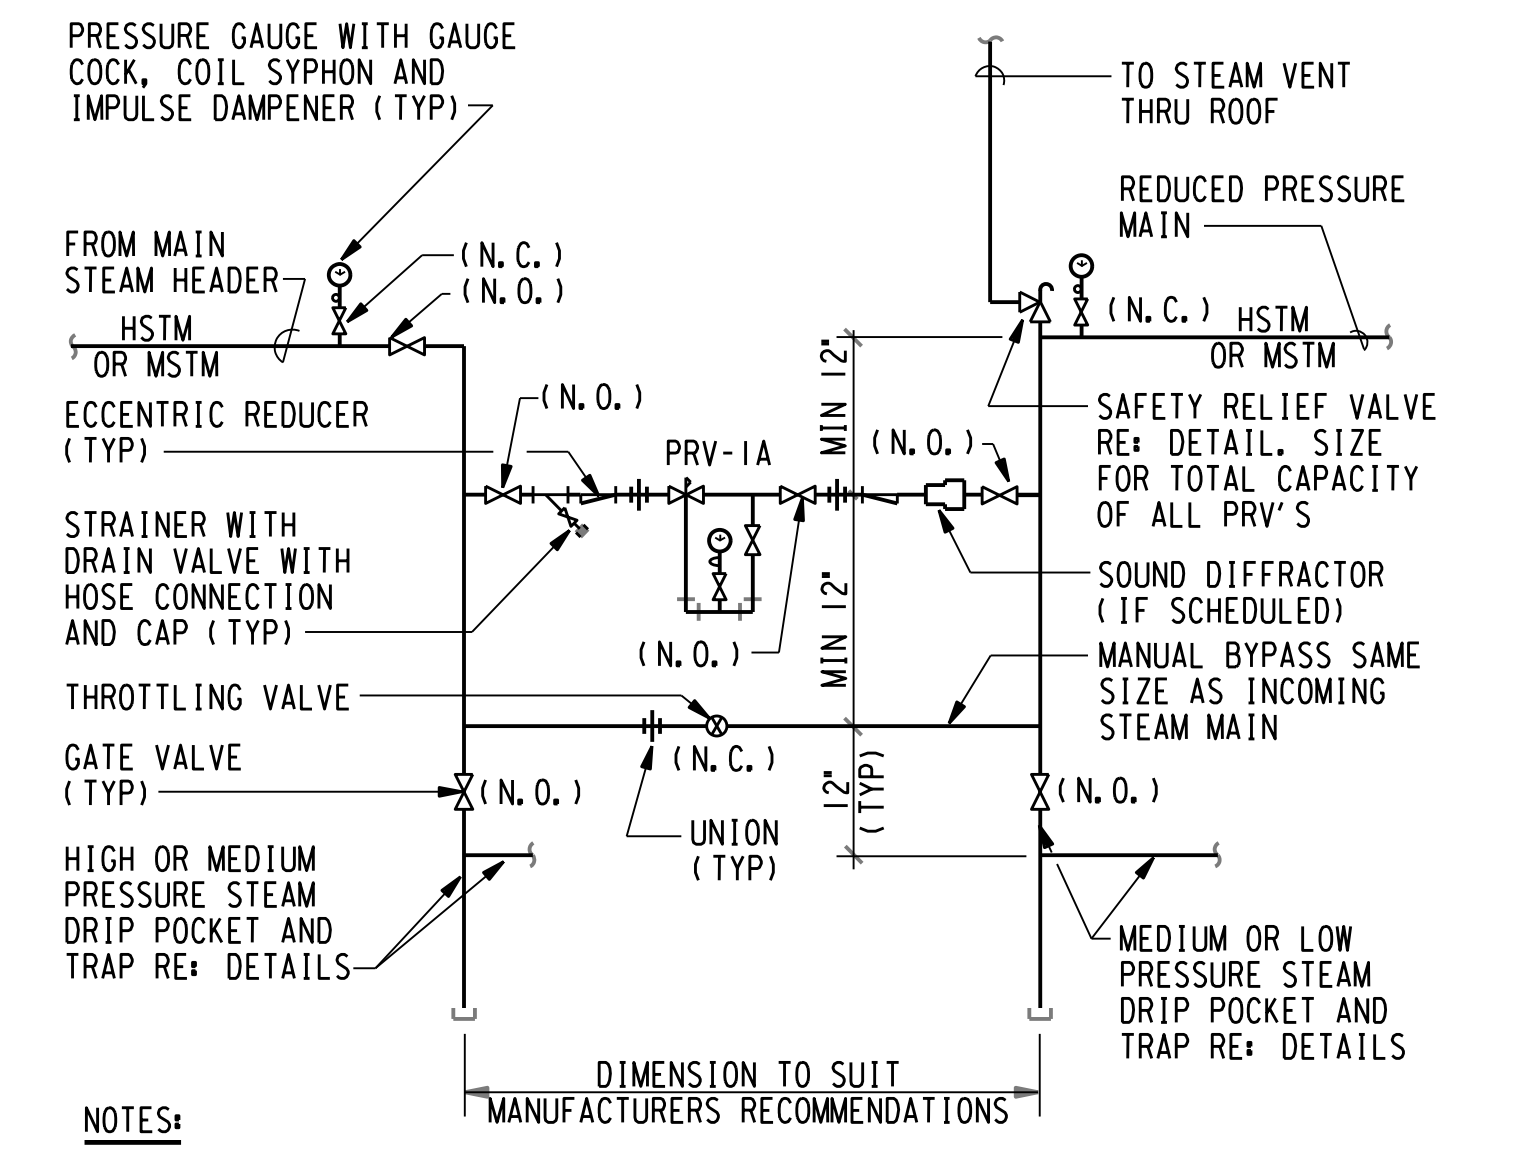 PRESSURE GAUGE WITH GAUGE
COCK, COIL SYPHON AND
IMPULSE DAMPENER (TYP)
TO STEAM VENT
THRU ROOF
REDUCED PRESSURE
MAIN
FROM MAIN
STEAM HEADER
(N.C.)
(N.O.)
HSTM
OR MSTM
(N.C.)
HSTM
OR MSTM
ECCENTRIC REDUCER
(TYP)
(N.O.)
PRV-1A
MIN 12"
(N.O.)
SAFETY RELIEF VALVE
RE: DETAIL. SIZE
FOR TOTAL CAPACITY
OF ALL PRV'S
STRAINER WITH
DRAIN VALVE WITH
HOSE CONNECTION
AND CAP (TYP)
(N.O.)
MIN 12"
SOUND DIFFRACTOR
(IF SCHEDULED)
MANUAL BYPASS SAME
SIZE AS INCOMING
STEAM MAIN
THROTTLING VALVE
(N.C.)
GATE VALVE
(TYP)
(N.O.)
12"
(TYP)
(N.O.)
UNION
(TYP)
HIGH OR MEDIUM
PRESSURE STEAM
DRIP POCKET AND
TRAP RE: DETAILS
MEDIUM OR LOW
PRESSURE STEAM
DRIP POCKET AND
TRAP RE: DETAILS
DIMENSION TO SUIT
MANUFACTURERS RECOMMENDATIONS
NOTES: